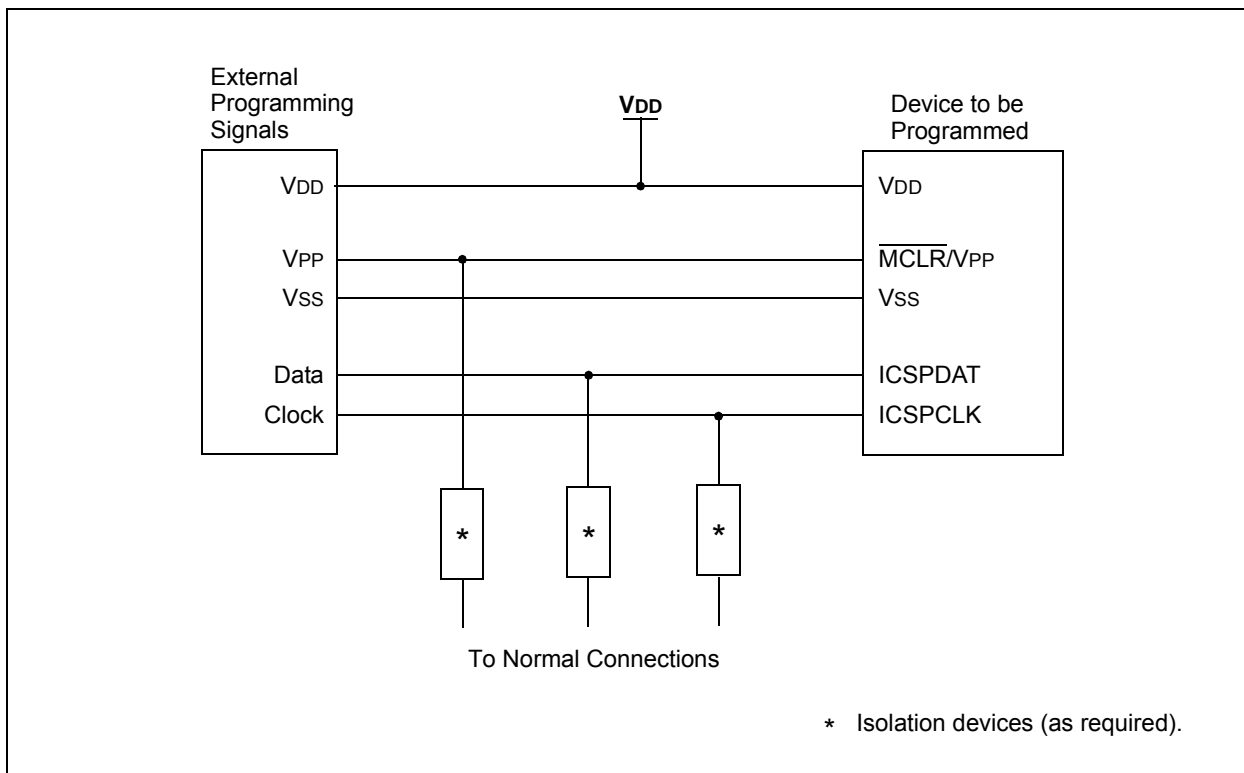 External
Programming
Signals
VDD
Device to be
Programmed
VDD
VDD
VPP
MCLR/VPP
VSS
VSS
Data
ICSPDAT
Clock
ICSPCLK
*
*
*
To Normal Connections
* Isolation devices (as required).